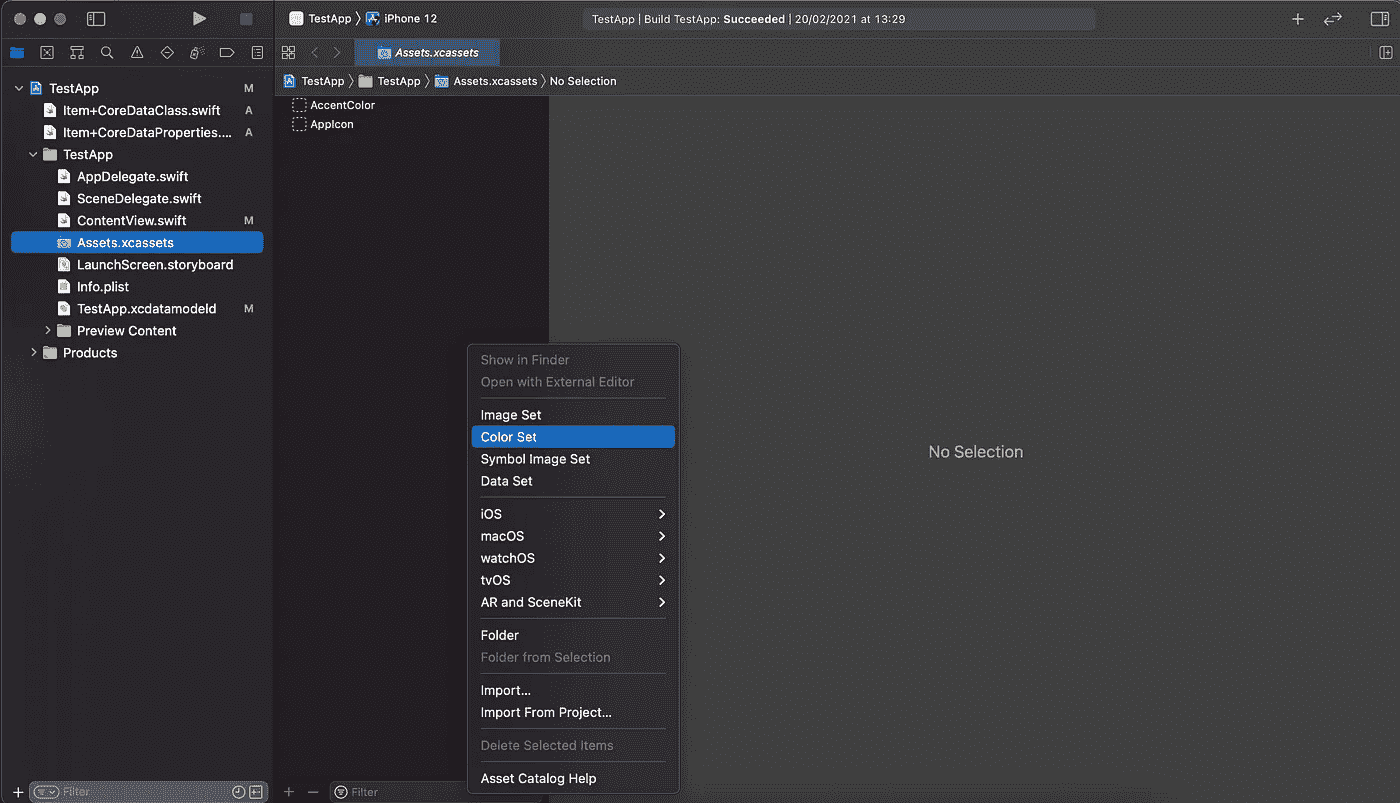 TestApp 〉 iPhone 12
TestApp | Build TestApp: Succeeded | 20/02/2021 at 13:29
Assets.xcassets
TestApp 〉 TestApp 〉 Assets.xcassets 〉 No Selection
TestApp M
Item+CoreDataClass.swift A
Item+CoreDataProperties.... A
TestApp
AppDelegate.swift
SceneDelegate.swift
ContentView.swift M
Assets.xcassets
LaunchScreen.storyboard
Info.plist
TestApp.xcdatamodeld M
Preview Content
Products
Filter
AccentColor
AppIcon
Filter
Show in Finder
Open with External Editor
Image Set
Color Set
Symbol Image Set
Data Set
iOS
macOS
watchOS
tvOS
AR and SceneKit
Folder
Folder from Selection
Import...
Import From Project...
Delete Selected Items
Asset Catalog Help
No Selection